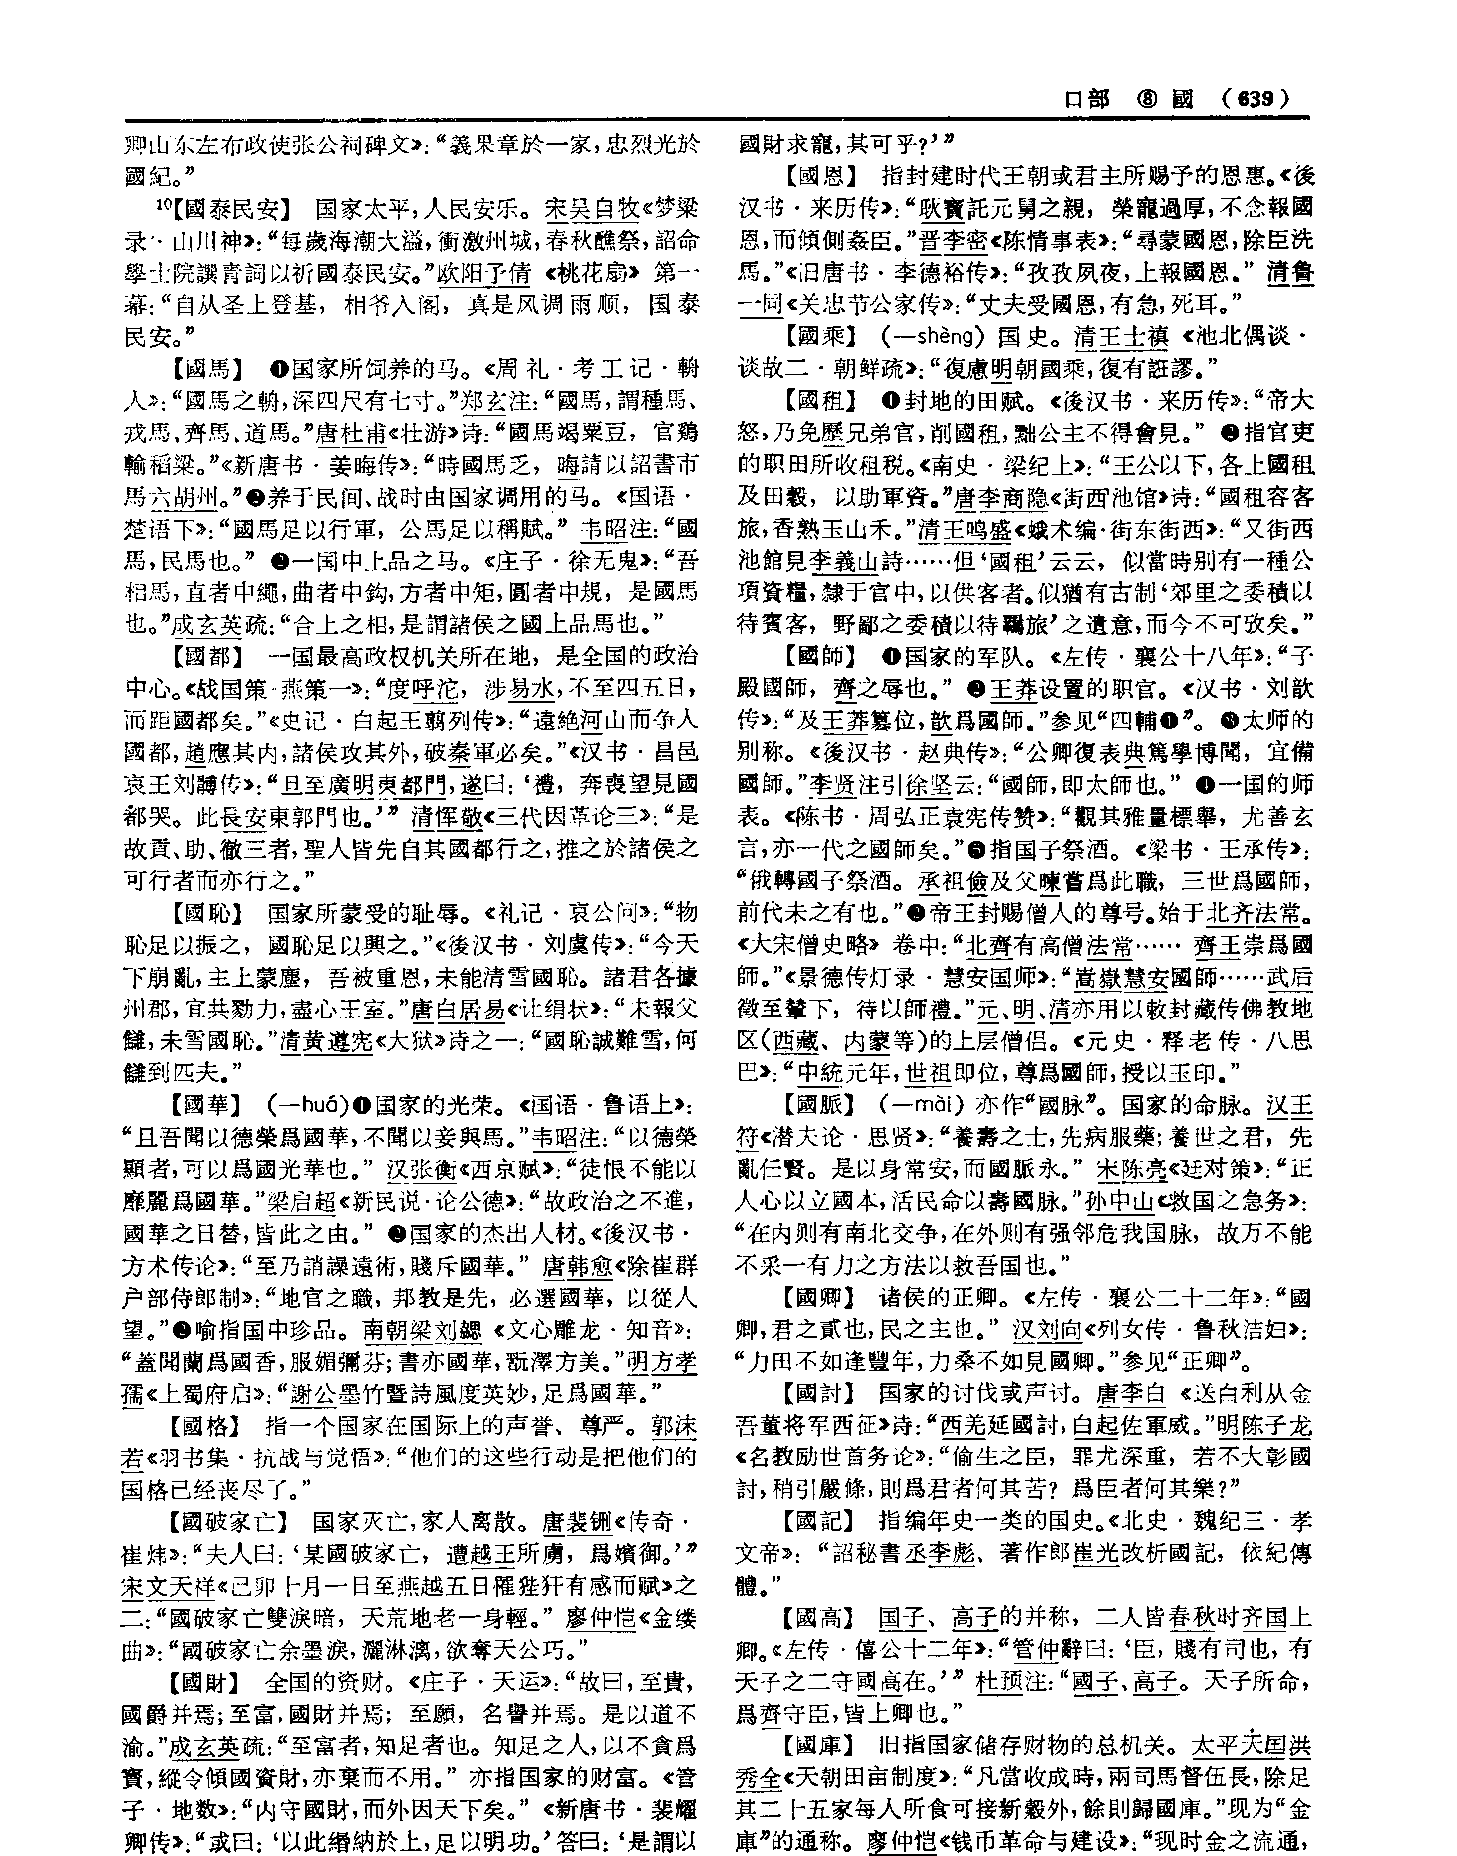 口部 ⑧ 國 (639)
卿山东左布政使张公祠碑文》：“義果章於一家，忠烈光於
國紀。”
¹⁰【國泰民安】 国家太平，人民安乐。宋吴自牧《梦粱
录·山川神》：“每歲海潮大溢，衝激州城，春秋醮祭，詔命
學士院譔青詞以祈國泰民安。”欧阳予倩《桃花扇》第一
幕：“自从圣上登基，相爷入阁，真是风调雨顺，国泰
民安。”
【國馬】 ❶国家所饲养的马。《周礼·考工记·輈
人》：“國馬之輈，深四尺有七寸。”郑玄注：“國馬，謂種馬、
戎馬、齊馬、道馬。”唐杜甫《壮游》诗：“國馬竭粟豆，官鷄
輸稻粱。”《新唐书·姜晦传》：“時國馬乏，晦請以詔書市
馬六胡州。”❷养于民间、战时由国家调用的马。《国语·
楚语下》：“國馬足以行軍，公馬足以稱賦。”韦昭注：“國
馬，民馬也。”❸一国中上品之马。《庄子·徐无鬼》：“吾
相馬，直者中繩，曲者中鈎，方者中矩，圓者中規，是國馬
也。”成玄英疏：“合上之相，是謂諸侯之國上品馬也。”
【國都】 一国最高政权机关所在地，是全国的政治
中心。《战国策·燕策一》：“度呼沱，涉易水，不至四五日，
而距國都矣。”《史记·白起王翦列传》：“遠絶河山而争人
國都，趙應其内，諸侯攻其外，破秦軍必矣。”《汉书·昌邑
哀王刘髆传》：“旦至廣明東都門，遂曰：‘禮，奔喪望見國
都哭。此長安東郭門也。’”清恽敬《三代因革论三》：“是
故貢、助、徹三者，聖人皆先自其國都行之，推之於諸侯之
可行者而亦行之。”
【國恥】 国家所蒙受的耻辱。《礼记·哀公问》：“物
恥足以振之，國恥足以興之。”《後汉书·刘虞传》：“今天
下崩亂，主上蒙塵，吾被重恩，未能清雪國恥。諸君各據
州郡，宜共勠力，盡心王室。”唐白居易《让绢状》：“未報父
讎，未雪國恥。”清黄遵宪《大狱》诗之一：“國恥誠難雪，何
讎到匹夫。”
【國華】 (—huá)❶国家的光荣。《国语·鲁语上》：
“且吾聞以德榮爲國華，不聞以妾與馬。”韦昭注：“以德榮
顯者，可以爲國光華也。”汉张衡《西京赋》：“徒恨不能以
靡麗爲國華。”梁启超《新民说·论公德》：“故政治之不進，
國華之日替，皆此之由。”❷国家的杰出人材。《後汉书·
方术传论》：“至乃誚譟遠術，賤斥國華。”唐韩愈《除崔群
户部侍郎制》：“地官之職，邦教是先，必選國華，以從人
望。”❸喻指国中珍品。南朝梁刘勰《文心雕龙·知音》：
“蓋聞蘭爲國香，服媚彌芬；書亦國華，翫澤方美。”明方孝
孺《上蜀府启》：“謝公墨竹暨詩風度英妙，足爲國華。”
【國格】 指一个国家在国际上的声誉、尊严。郭沫
若《羽书集·抗战与觉悟》：“他们的这些行动是把他们的
国格已经丧尽了。”
【國破家亡】 国家灭亡，家人离散。唐裴铏《传奇·
崔炜》：“夫人曰：‘某國破家亡，遭越王所虜，爲嬪御。’”
宋文天祥《己卯十月一日至燕越五日罹狴犴有感而赋》之
二：“國破家亡雙淚暗，天荒地老一身輕。”廖仲恺《金缕
曲》：“國破家亡余墨淚，灑淋漓，欲奪天公巧。”
【國財】 全国的资财。《庄子·天运》：“故曰，至貴，
國爵并焉；至富，國財并焉；至願，名譽并焉。是以道不
渝。”成玄英疏：“至富者，知足者也。知足之人，以不貪爲
寶，縱令傾國資財，亦棄而不用。”亦指国家的财富。《管
子·地数》：“内守國財，而外因天下矣。”《新唐书·裴耀
卿传》：“或曰：‘以此緡納於上，足以明功。’答曰：‘是謂以
國財求寵，其可乎？’”
【國恩】 指封建时代王朝或君主所赐予的恩惠。《後
汉书·来历传》：“耿寶託元舅之親，榮寵過厚，不念報國
恩，而傾側姦臣。”晋李密《陈情事表》：“尋蒙國恩，除臣洗
馬。”《旧唐书·李德裕传》：“孜孜夙夜，上報國恩。”清鲁
一同《关忠节公家传》：“丈夫受國恩，有急，死耳。”
【國乘】 (—shèng)国史。清王士禛《池北偶谈·
谈故二·朝鲜疏》：“復慮明朝國乘，復有誑謬。”
【國租】 ❶封地的田赋。《後汉书·来历传》：“帝大
怒，乃免歷兄弟官，削國租，黜公主不得會見。”❷指官吏
的职田所收租税。《南史·梁纪上》：“王公以下，各上國租
及田穀，以助軍資。”唐李商隐《街西池馆》诗：“國租容客
旅，香熟玉山禾。”清王鸣盛《蛾术编·街东街西》：“又街西
池館見李義山詩……但‘國租’云云，似當時别有一種公
項資糧，隸于官中，以供客者。似猶有古制‘郊里之委積以
待賓客，野鄙之委積以待羈旅’之遺意，而今不可攷矣。”
【國師】 ❶国家的军队。《左传·襄公十八年》：“子
殿國師，齊之辱也。”❷王莽设置的职官。《汉书·刘歆
传》：“及王莽篡位，歆爲國師。”参见“四輔❶”。❸太师的
别称。《後汉书·赵典传》：“公卿復表典篤學博聞，宜備
國師。”李贤注引徐坚云：“國師，即太師也。”❹一国的师
表。《陈书·周弘正袁宪传赞》：“觀其雅量標舉，尤善玄
言，亦一代之國師矣。”❺指国子祭酒。《梁书·王承传》：
“俄轉國子祭酒。承祖儉及父暕嘗爲此職，三世爲國師，
前代未之有也。”❻帝王封赐僧人的尊号。始于北齐法常。
《大宋僧史略》卷中：“北齊有高僧法常……齊王崇爲國
師。”《景德传灯录·慧安国师》：“嵩嶽慧安國師……武后
徵至輦下，待以師禮。”元、明、清亦用以敕封藏传佛教地
区(西藏、内蒙等)的上层僧侣。《元史·释老传·八思
巴》：“中統元年，世祖即位，尊爲國師，授以玉印。”
【國脈】 (—mài)亦作“國脉”。国家的命脉。汉王
符《潜夫论·思贤》：“養壽之士，先病服藥；養世之君，先
亂任賢。是以身常安，而國脈永。”宋陈亮《廷对策》：“正
人心以立國本，活民命以壽國脉。”孙中山《救国之急务》：
“在内则有南北交争，在外则有强邻危我国脉，故万不能
不采一有力之方法以救吾国也。”
【國卿】 诸侯的正卿。《左传·襄公二十二年》：“國
卿，君之貳也，民之主也。”汉刘向《列女传·鲁秋洁妇》：
“力田不如逢豐年，力桑不如見國卿。”参见“正卿”。
【國討】 国家的讨伐或声讨。唐李白《送白利从金
吾董将军西征》诗：“西羌延國討，白起佐軍威。”明陈子龙
《名教励世首务论》：“偷生之臣，罪尤深重，若不大彰國
討，稍引嚴條，則爲君者何其苦？爲臣者何其樂？”
【國記】 指编年史一类的国史。《北史·魏纪三·孝
文帝》：“詔秘書丞李彪、著作郎崔光改析國記，依紀傳
體。”
【國高】 国子、高子的并称，二人皆春秋时齐国上
卿。《左传·僖公十二年》：“管仲辭曰：‘臣，賤有司也，有
天子之二守國高在。’”杜预注：“國子、高子。天子所命，
爲齊守臣，皆上卿也。”
【國庫】 旧指国家储存财物的总机关。太平天国洪
秀全《天朝田亩制度》：“凡當收成時，兩司馬督伍長，除足
其二十五家每人所食可接新穀外，餘則歸國庫。”现为“金
庫”的通称。廖仲恺《钱币革命与建设》：“现时金之流通，